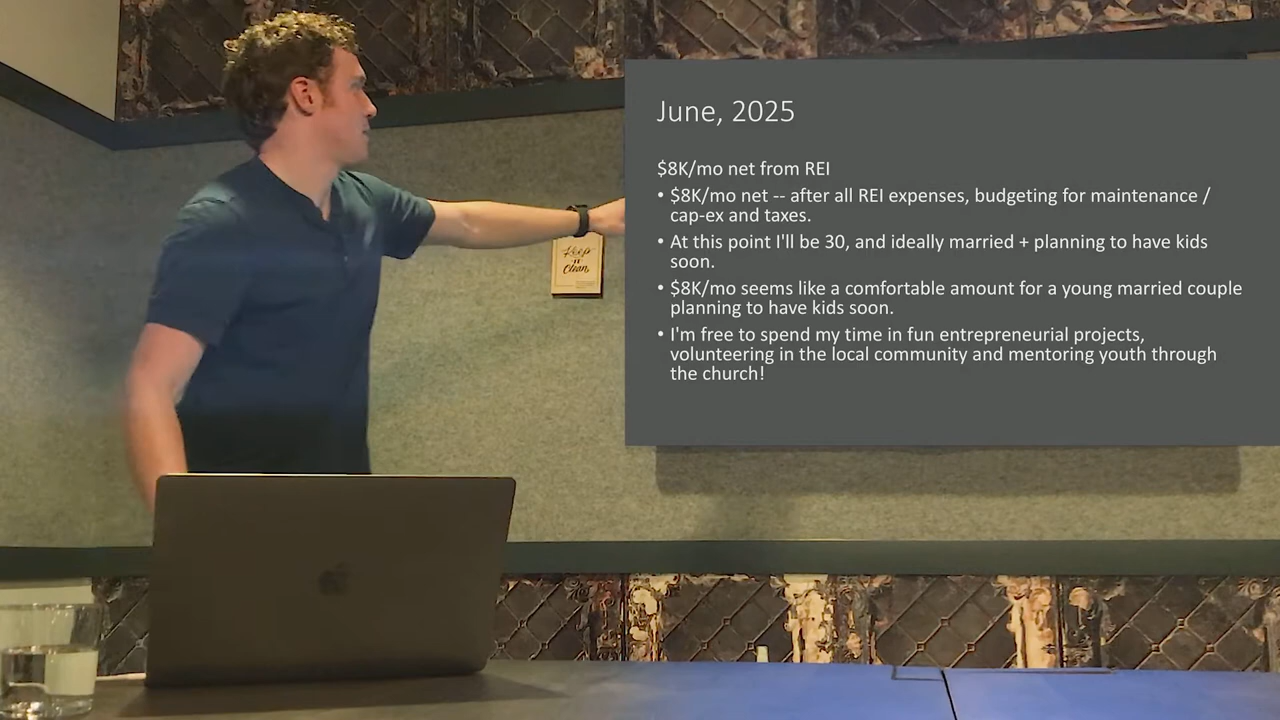 June, 2025
$8K/mo net from REI
• $8K/mo net -- after all REI expenses, budgeting for maintenance /
cap-ex and taxes.
• At this point I'll be 30, and ideally married + planning to have kids
soon.
• $8K/mo seems like a comfortable amount for a young married couple
planning to have kids soon.
• I'm free to spend my time in fun entrepreneurial projects,
volunteering in the local community and mentoring youth through
the church!
Keep
it
Clean